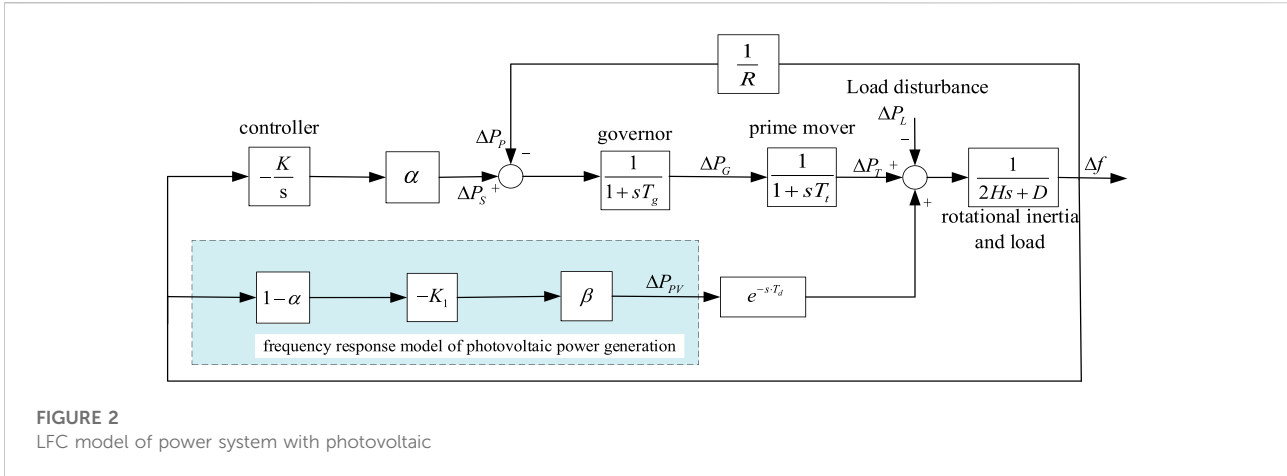 1
R
Load disturbance
ΔP_L
controller
ΔP_P
governor
prime mover
− K/s
α
ΔP_S
+
−
1
1+sT_g
ΔP_G
1
1+sT_t
ΔP_T
+
−
+
1
2Hs+D
Δf
rotational inertia
and load
1−α
−K_1
β
ΔP_PV
e^{−s·T_d}
frequency response model of photovoltaic power generation
FIGURE 2
LFC model of power system with photovoltaic